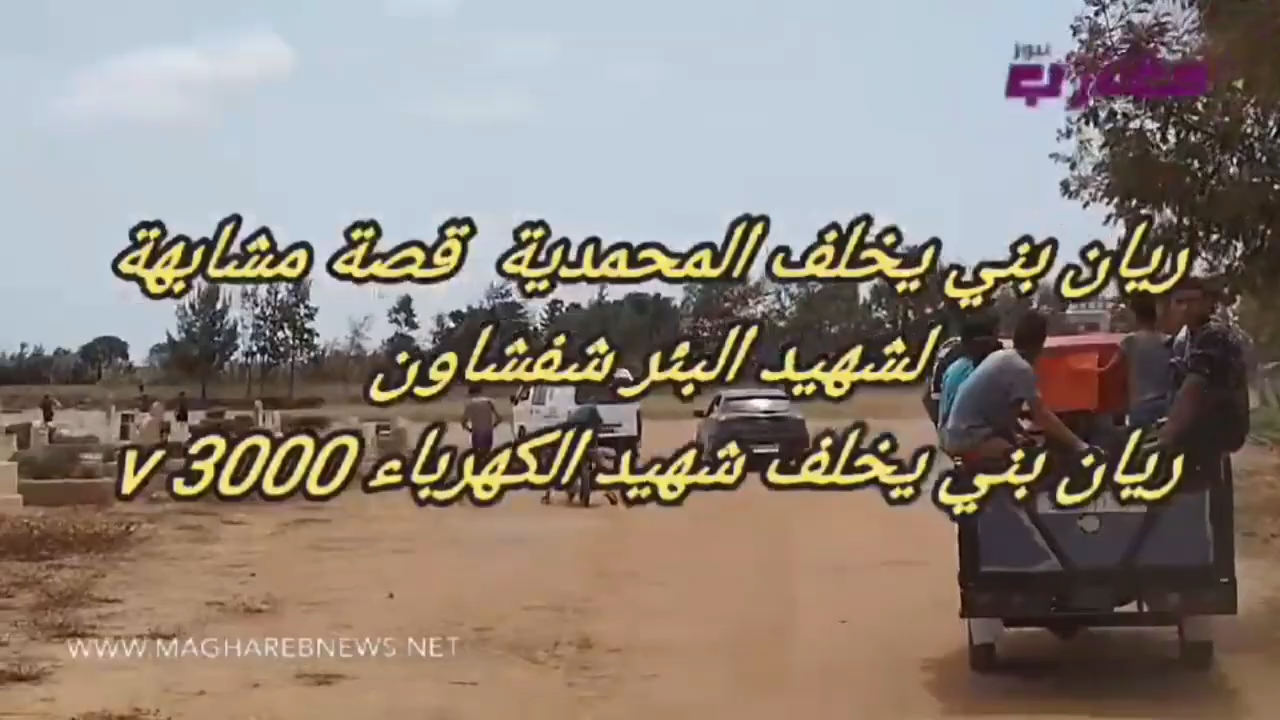 نيوز
مغارب
ريان بني يخلف المحمدية قصة مشابهة
لشهيد البئر شفشاون
ريان بني يخلف شهيد الكهرباء 3000 v
WWW.MAGHAREBNEWS.NET